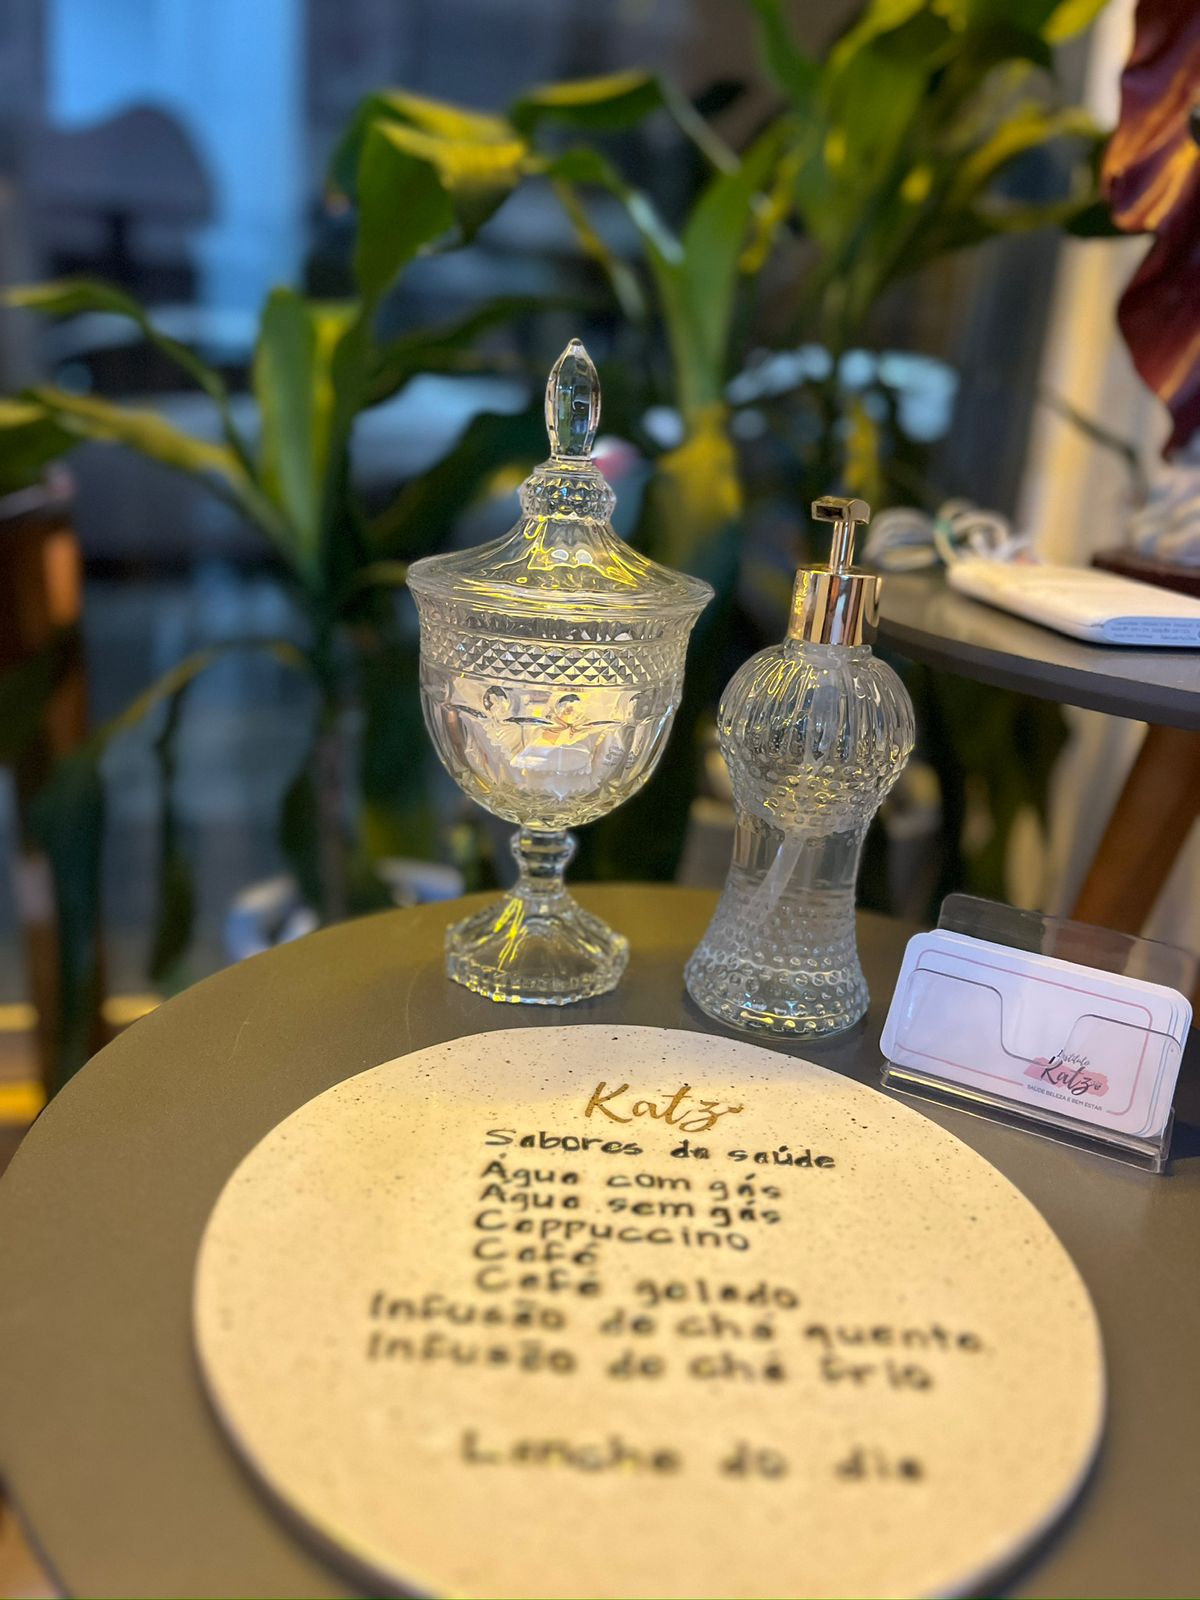 Katz
Sabores da saúde
Água com gás
Água sem gás
Cappuccino
Café
Café gelado
Infusão de chá quente.
Infusão de chá frio
Lanche do dia
Instituto
Katz
SAÚDE BELEZA E BEM ESTAR